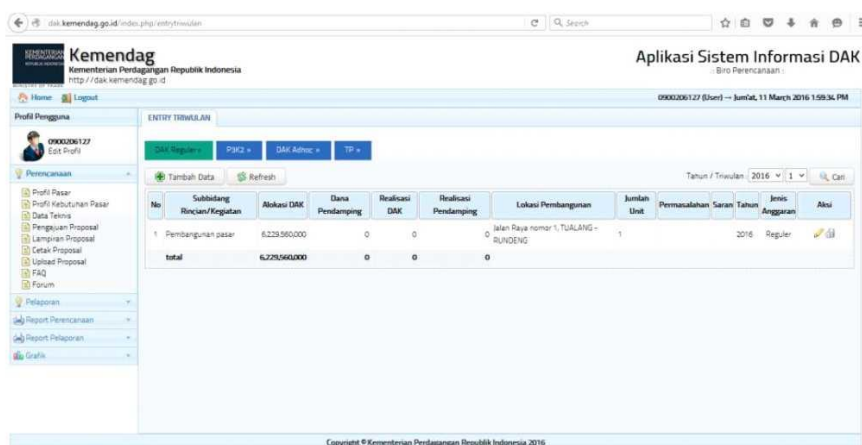 dak.kemendag.go.id/index.php/entrytriwulan
Search
KEMENTERIAN PERDAGANGAN
Kemendag
Kementerian Perdagangan Republik Indonesia
http://dak.kemendag.go.id
Aplikasi Sistem Informasi DAK
: Biro Perencanaan :
Home Logout
0900206127 (User) -- Jum'at, 11 March 2016 1:59:34 PM
Profil Pengguna
0900206127
Edit Profil
Perencanaan
Profil Pasar
Profil Kebutuhan Pasar
Data Teknis
Pengajuan Proposal
Lampiran Proposal
Cetak Proposal
Upload Proposal
FAQ
Forum
Pelaporan
Report Perencanaan
Report Pelaporan
Grafik
ENTRY TRIWULAN
DAK Reguler » P3K2 » DAK Adhoc » TP »
Tambah Data Refresh
Tahun / Triwulan : 2016 1 Cari
No Subbidang Rincian/Kegiatan Alokasi DAK Dana Pendamping Realisasi DAK Realisasi Pendamping Lokasi Pembangunan Jumlah Unit Permasalahan Saran Tahun Jenis Anggaran Aksi
1 Pembangunan pasar 6,229,560,000 0 0 0 Jalan Raya nomor 1, TUALANG - RUNDENG 1 2016 Reguler
total 6,229,560,000 0 0 0
Copyright © Kementerian Perdagangan Republik Indonesia 2016